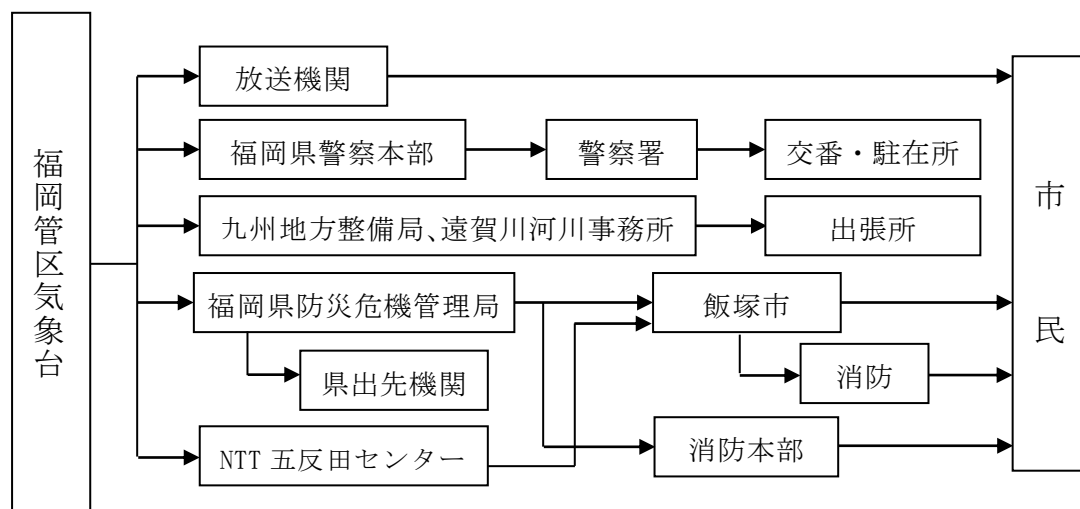 福岡管区気象台
放送機関
福岡県警察本部
警察署
交番・駐在所
九州地方整備局、遠賀川河川事務所
出張所
福岡県防災危機管理局
飯塚市
県出先機関
消防
NTT 五反田センター
消防本部
市民